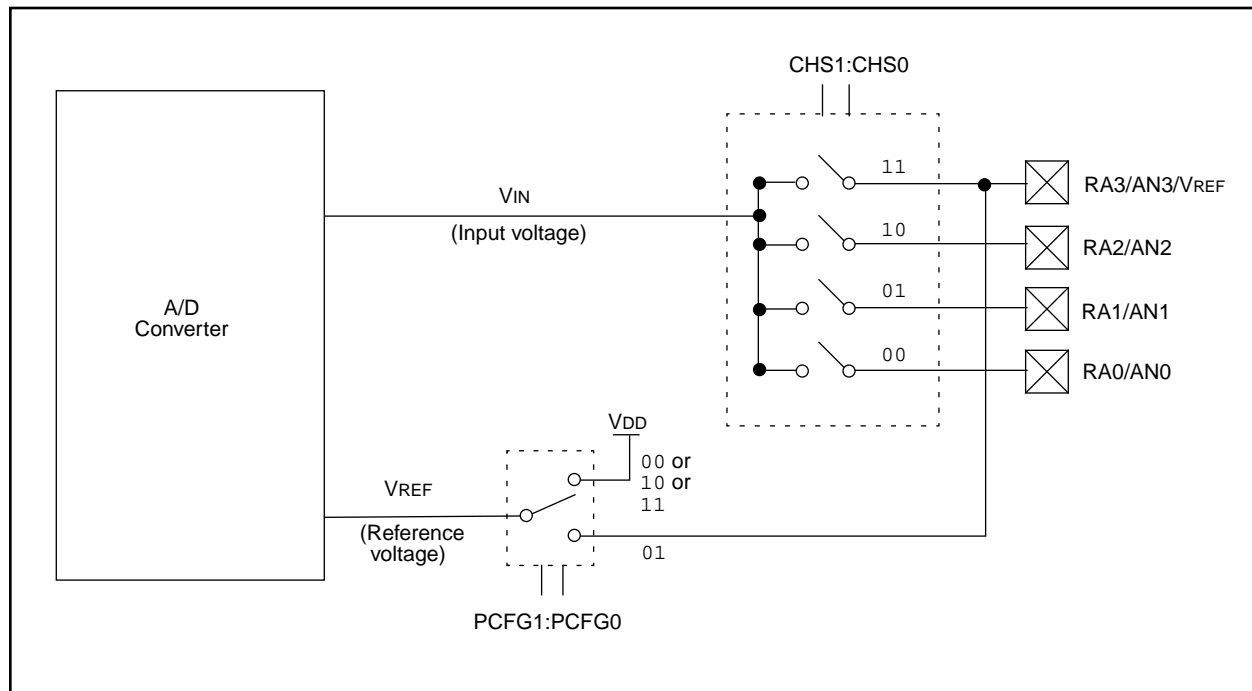 CHS1:CHS0
11
RA3/AN3/VREF
VIN
(Input voltage)
10
RA2/AN2
A/D
Converter
01
RA1/AN1
00
RA0/AN0
VDD
00 or
10 or
11
VREF
(Reference
voltage)
01
PCFG1:PCFG0